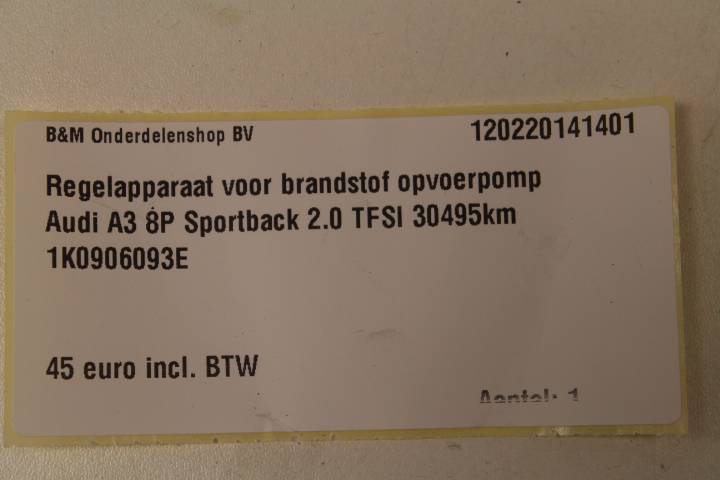 B&M Onderdelenshop BV
120220141401
Regelapparaat voor brandstof opvoerpomp
Audi A3 8P Sportback 2.0 TFSI 30495km
1K0906093E
45 euro incl. BTW
Aantal: 1